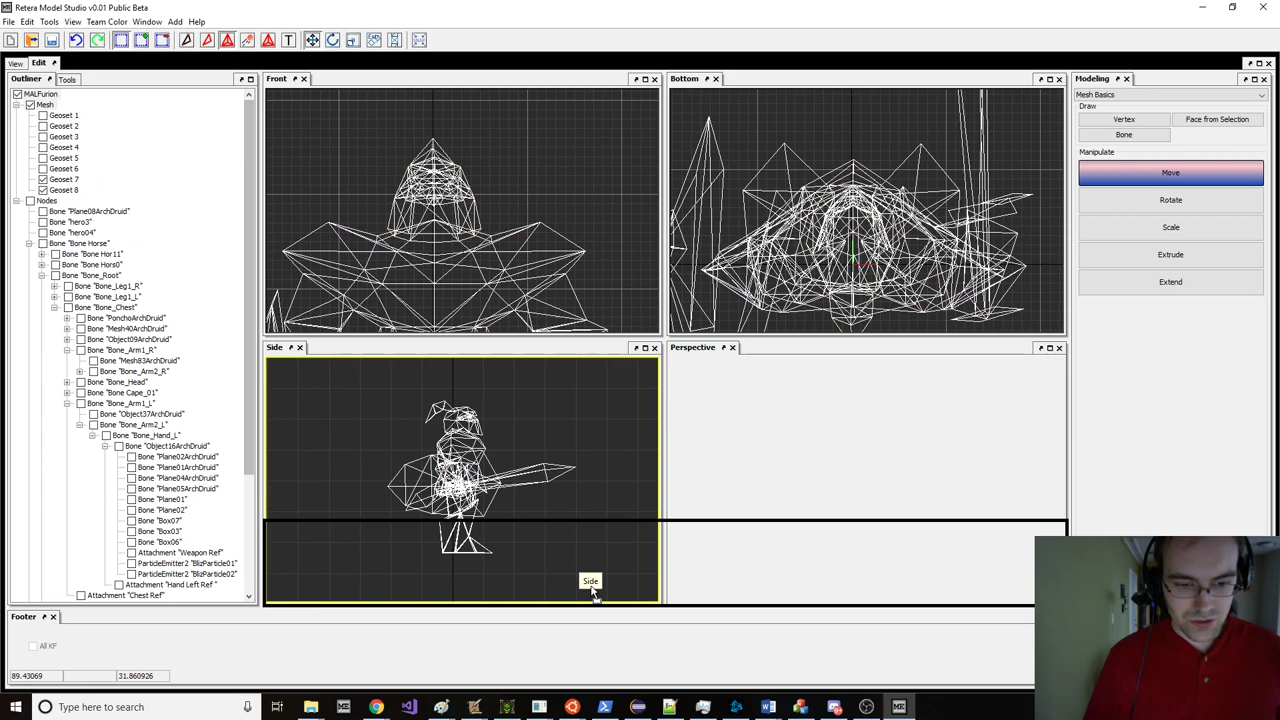 Retera Model Studio v0.01 Public Beta
File Edit Tools View Team Color Window Add Help
View Edit
Outliner Tools
MALFurion
Mesh
Geoset 1
Geoset 2
Geoset 3
Geoset 4
Geoset 5
Geoset 6
Geoset 7
Geoset 8
Nodes
Bone "Plane08ArchDruid"
Bone "hero3"
Bone "hero04"
Bone "Bone Horse"
Bone "Bone Hor11"
Bone "Bone Hors0"
Bone "Bone_Root"
Bone "Bone_Leg1_R"
Bone "Bone_Leg1_L"
Bone "Bone_Chest"
Bone "PonchoArchDruid"
Bone "Mesh40ArchDruid"
Bone "Object09ArchDruid"
Bone "Bone_Arm1_R"
Bone "Mesh83ArchDruid"
Bone "Bone_Arm2_R"
Bone "Bone_Head"
Bone "Bone Cape_01"
Bone "Bone_Arm1_L"
Bone "Object37ArchDruid"
Bone "Bone_Arm2_L"
Bone "Bone_Hand_L"
Bone "Object16ArchDruid"
Bone "Plane02ArchDruid"
Bone "Plane01ArchDruid"
Bone "Plane04ArchDruid"
Bone "Plane05ArchDruid"
Bone "Plane01"
Bone "Plane02"
Bone "Box07"
Bone "Box03"
Bone "Box06"
Attachment "Weapon Ref"
ParticleEmitter2 "BlizParticle01"
ParticleEmitter2 "BlizParticle02"
Attachment "Hand Left Ref "
Attachment "Chest Ref"
Front
Bottom
Side
Side
Perspective
Modeling
Mesh Basics
Draw
Vertex Face from Selection
Bone
Manipulate
Move
Rotate
Scale
Extrude
Extend
Footer
All KF
89.43069 31.860926
Type here to search